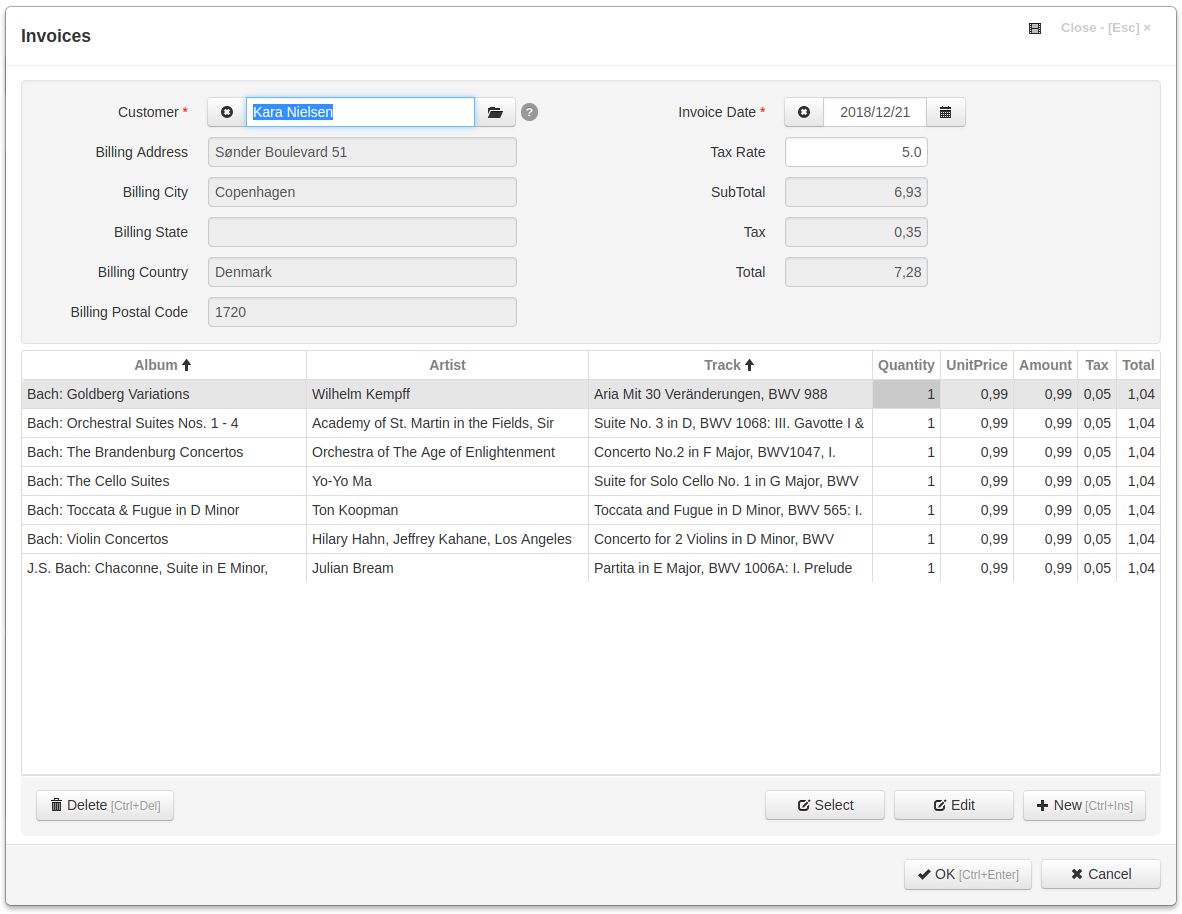 Invoices
Close - [Esc] ×
Customer *
Kara Nielsen
?
Invoice Date *
2018/12/21
Billing Address
Sønder Boulevard 51
Tax Rate
5.0
Billing City
Copenhagen
SubTotal
6,93
Billing State
Tax
0,35
Billing Country
Denmark
Total
7,28
Billing Postal Code
1720
Album Artist Track Quantity UnitPrice Amount Tax Total
Bach: Goldberg Variations Wilhelm Kempff Aria Mit 30 Veränderungen, BWV 988 1 0,99 0,99 0,05 1,04
Bach: Orchestral Suites Nos. 1 - 4 Academy of St. Martin in the Fields, Sir Suite No. 3 in D, BWV 1068: III. Gavotte I & 1 0,99 0,99 0,05 1,04
Bach: The Brandenburg Concertos Orchestra of The Age of Enlightenment Concerto No.2 in F Major, BWV1047, I. 1 0,99 0,99 0,05 1,04
Bach: The Cello Suites Yo-Yo Ma Suite for Solo Cello No. 1 in G Major, BWV 1 0,99 0,99 0,05 1,04
Bach: Toccata & Fugue in D Minor Ton Koopman Toccata and Fugue in D Minor, BWV 565: I. 1 0,99 0,99 0,05 1,04
Bach: Violin Concertos Hilary Hahn, Jeffrey Kahane, Los Angeles Concerto for 2 Violins in D Minor, BWV 1 0,99 0,99 0,05 1,04
J.S. Bach: Chaconne, Suite in E Minor, Julian Bream Partita in E Major, BWV 1006A: I. Prelude 1 0,99 0,99 0,05 1,04
Delete [Ctrl+Del]
Select
Edit
New [Ctrl+Ins]
OK [Ctrl+Enter]
Cancel